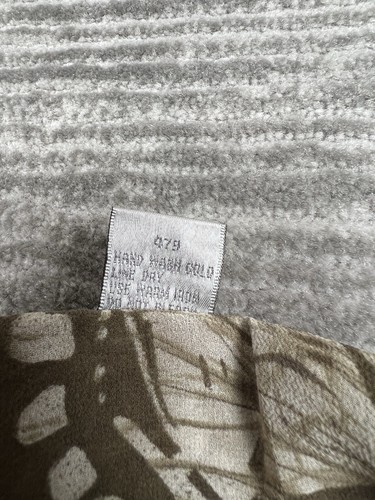 479
HAND WASH COLD
LINE DRY
USE WARM IRON
DO NOT BLEACH